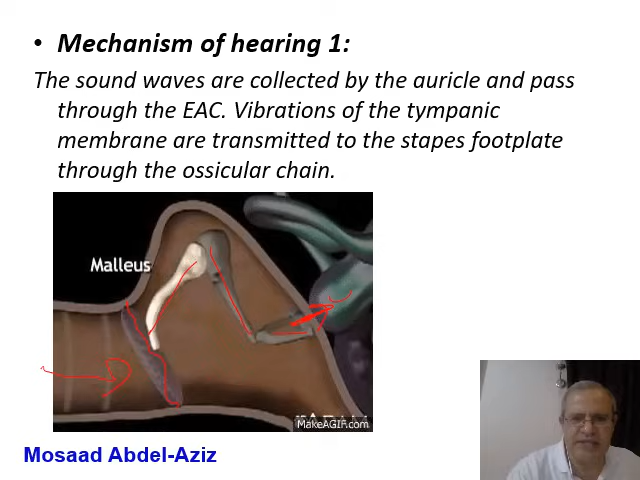 • Mechanism of hearing 1:
The sound waves are collected by the auricle and pass
through the EAC. Vibrations of the tympanic
membrane are transmitted to the stapes footplate
through the ossicular chain.
Malleus
MakeAGIF.com
Mosaad Abdel-Aziz